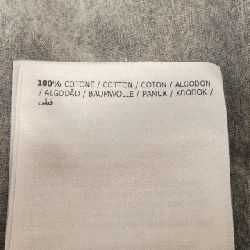 100% COTONE / COTTON / COTON / ALGODON
/ ALGODÃO / BAUMWOLLE / PAMUK / ХЛОПОК /
قطن